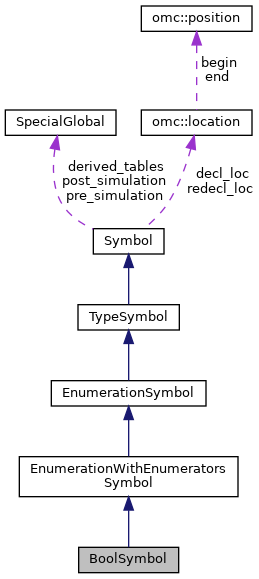 omc::position
begin
end
SpecialGlobal
omc::location
derived_tables
post_simulation
pre_simulation
decl_loc
redecl_loc
Symbol
TypeSymbol
EnumerationSymbol
EnumerationWithEnumerators
Symbol
BoolSymbol